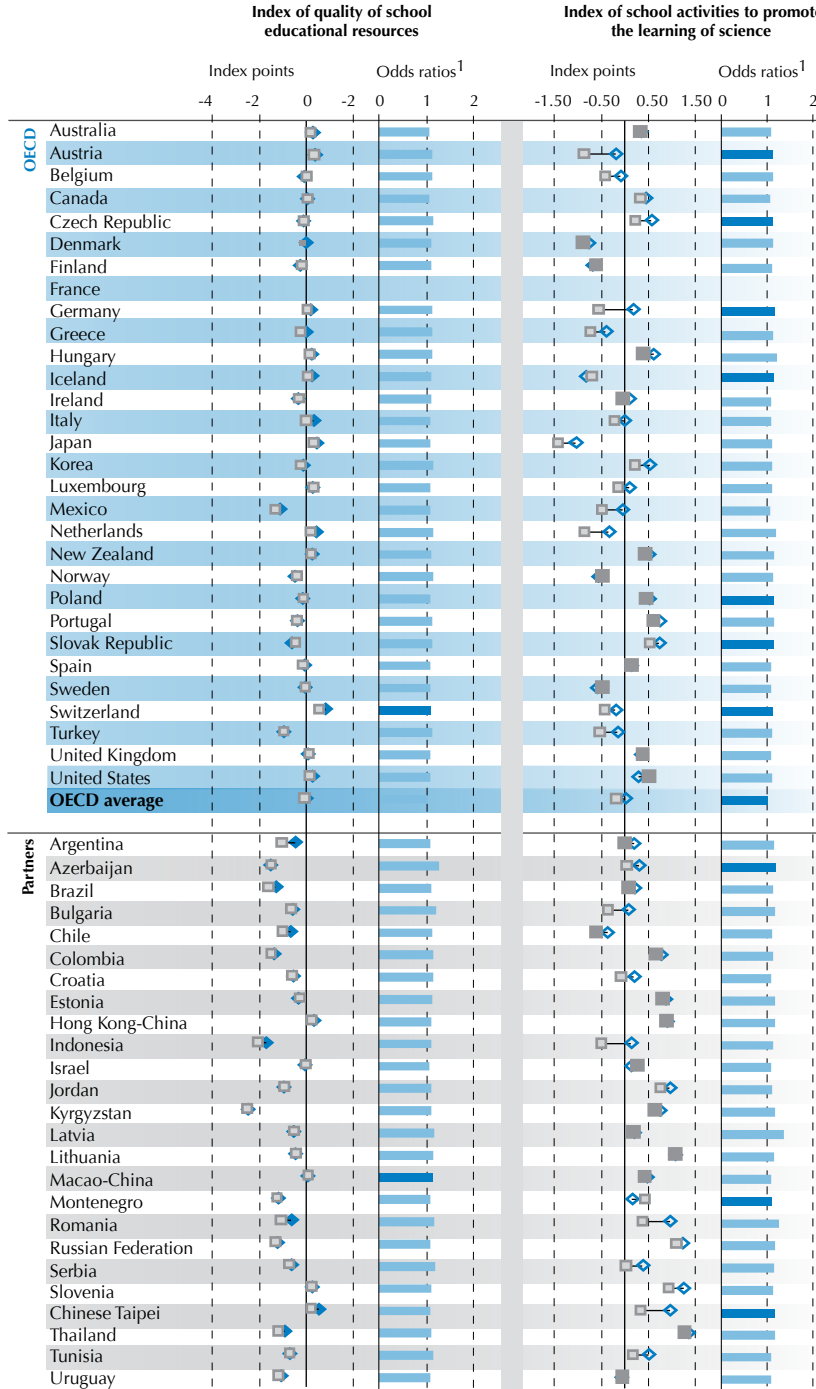 Index of quality of school
educational resources
Index of school activities to promote
the learning of science
Index points
Odds ratios1
Index points
Odds ratios1
-4 -2 0 -2 0 1 2 -1.50 -0.50 0.50 1.50 0 1 2
OECD
Australia
Austria
Belgium
Canada
Czech Republic
Denmark
Finland
France
Germany
Greece
Hungary
Iceland
Ireland
Italy
Japan
Korea
Luxembourg
Mexico
Netherlands
New Zealand
Norway
Poland
Portugal
Slovak Republic
Spain
Sweden
Switzerland
Turkey
United Kingdom
United States
OECD average
Partners
Argentina
Azerbaijan
Brazil
Bulgaria
Chile
Colombia
Croatia
Estonia
Hong Kong-China
Indonesia
Israel
Jordan
Kyrgyzstan
Latvia
Lithuania
Macao-China
Montenegro
Romania
Russian Federation
Serbia
Slovenia
Chinese Taipei
Thailand
Tunisia
Uruguay